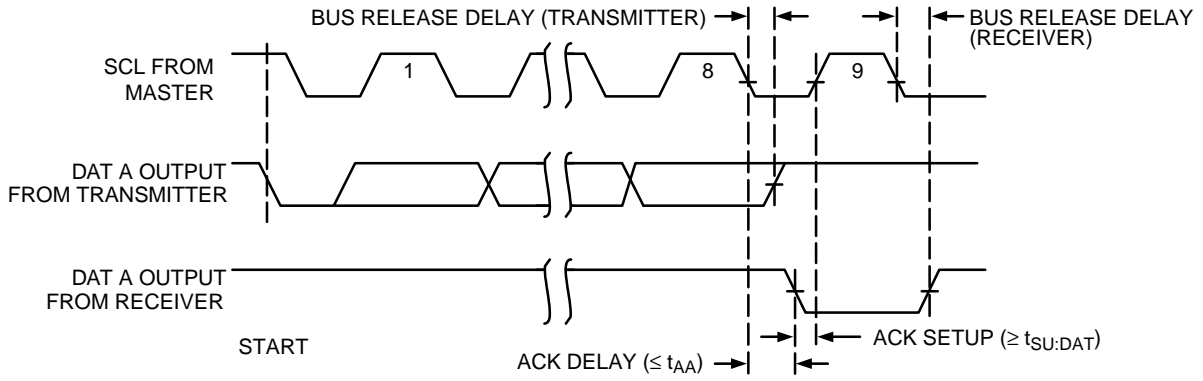 BUS RELEASE DELAY (TRANSMITTER)
BUS RELEASE DELAY
(RECEIVER)
SCL FROM
MASTER
1
8
9
DAT A OUTPUT
FROM TRANSMITTER
DAT A OUTPUT
FROM RECEIVER
START
ACK SETUP (≥ tSU:DAT)
ACK DELAY (≤ tAA)